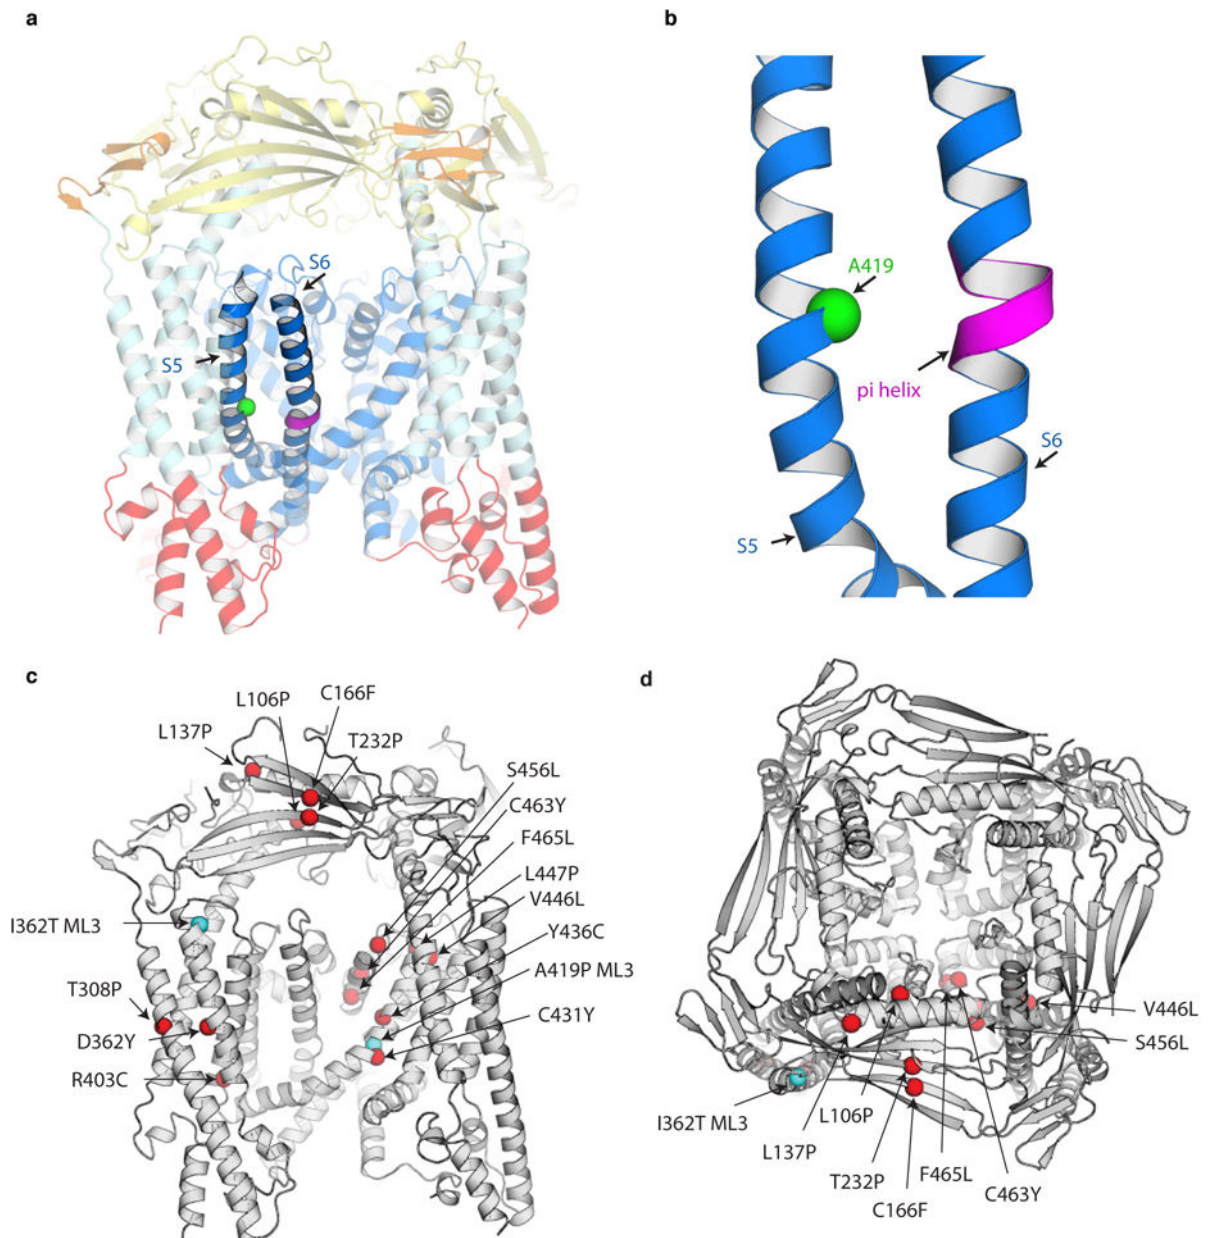 a
b
S6
S5
A419
pi helix
S6
S5
c
d
C166F
L106P
L137P
T232P
S456L
C463Y
F465L
L447P
V446L
Y436C
A419P ML3
C431Y
I362T ML3
T308P
D362Y
R403C
V446L
S456L
I362T ML3
L106P
L137P
T232P
F465L
C166F
C463Y